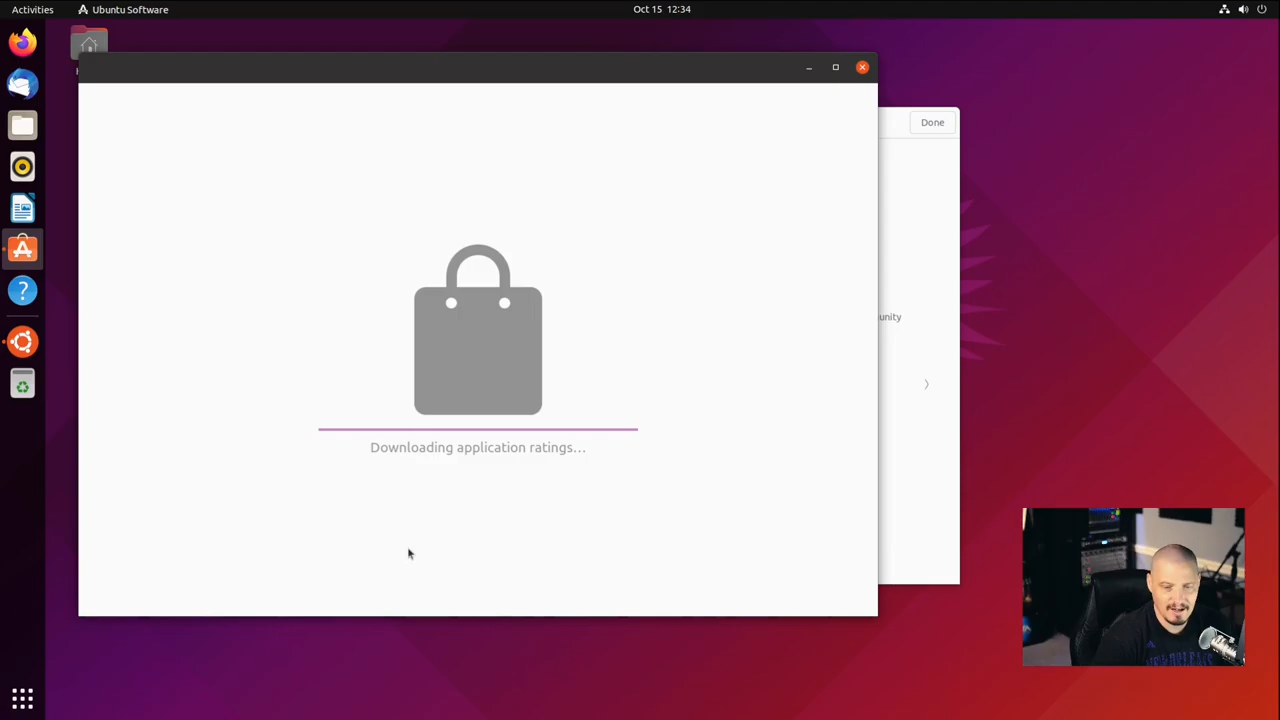 Activities
Ubuntu Software
Oct 15 12:34
Done
unity
Downloading application ratings...